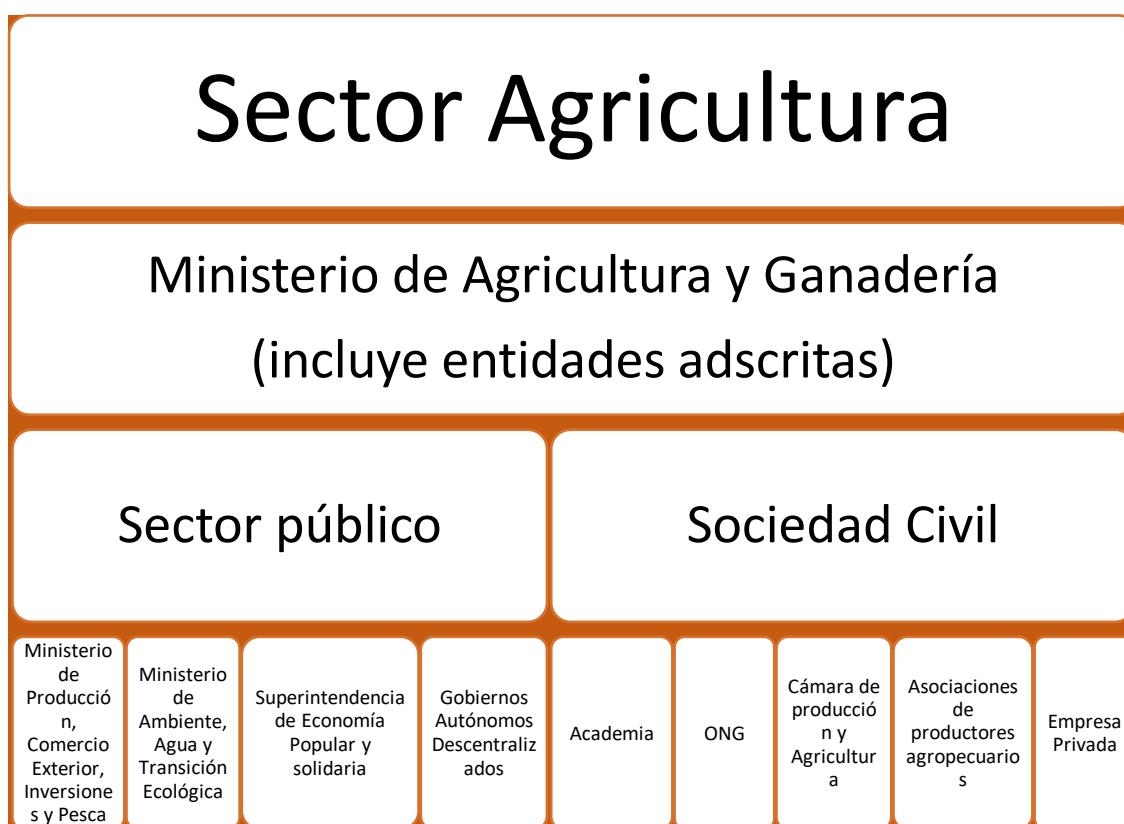 Sector Agricultura
Ministerio de Agricultura y Ganadería
(incluye entidades adscritas)
Sector público
Sociedad Civil
Ministerio
de
Producció
n,
Comercio
Exterior,
Inversione
s y Pesca
Ministerio
de
Ambiente,
Agua y
Transición
Ecológica
Superintendencia
de Economía
Popular y
solidaria
Gobiernos
Autónomos
Descentraliz
ados
Academia
ONG
Cámara de
producció
n y
Agricultur
a
Asociaciones
de
productores
agropecuario
s
Empresa
Privada